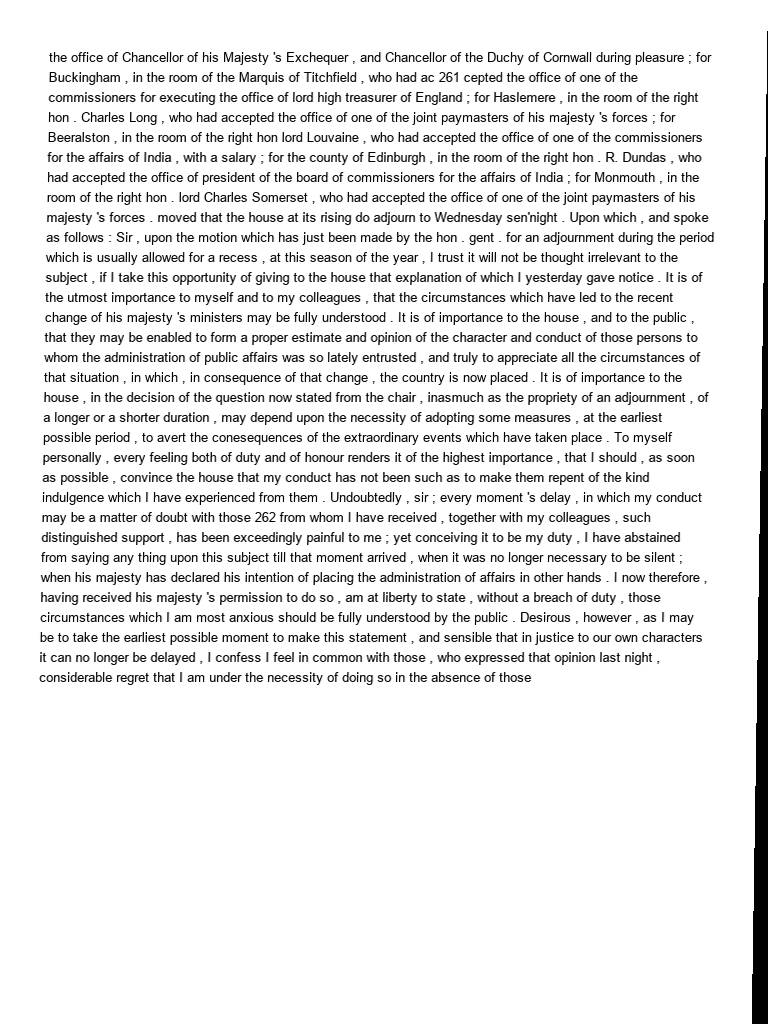 the office of Chancellor of his Majesty 's Exchequer , and Chancellor of the Duchy of Cornwall during pleasure ; for
Buckingham , in the room of the Marquis of Titchfield , who had ac 261 cepted the office of one of the
commissioners for executing the office of lord high treasurer of England ; for Haslemere , in the room of the right
hon . Charles Long , who had accepted the office of one of the joint paymasters of his majesty 's forces ; for
Beeralston , in the room of the right hon lord Louvaine , who had accepted the office of one of the commissioners
for the affairs of India , with a salary ; for the county of Edinburgh , in the room of the right hon . R. Dundas , who
had accepted the office of president of the board of commissioners for the affairs of India ; for Monmouth , in the
room of the right hon . lord Charles Somerset , who had accepted the office of one of the joint paymasters of his
majesty 's forces . moved that the house at its rising do adjourn to Wednesday sen'night . Upon which , and spoke
as follows : Sir , upon the motion which has just been made by the hon . gent . for an adjournment during the period
which is usually allowed for a recess , at this season of the year , I trust it will not be thought irrelevant to the
subject , if I take this opportunity of giving to the house that explanation of which I yesterday gave notice . It is of
the utmost importance to myself and to my colleagues , that the circumstances which have led to the recent
change of his majesty 's ministers may be fully understood . It is of importance to the house , and to the public ,
that they may be enabled to form a proper estimate and opinion of the character and conduct of those persons to
whom the administration of public affairs was so lately entrusted , and truly to appreciate all the circumstances of
that situation , in which , in consequence of that change , the country is now placed . It is of importance to the
house , in the decision of the question now stated from the chair , inasmuch as the propriety of an adjournment , of
a longer or a shorter duration , may depend upon the necessity of adopting some measures , at the earliest
possible period , to avert the conesequences of the extraordinary events which have taken place . To myself
personally , every feeling both of duty and of honour renders it of the highest importance , that I should , as soon
as possible , convince the house that my conduct has not been such as to make them repent of the kind
indulgence which I have experienced from them . Undoubtedly , sir ; every moment 's delay , in which my conduct
may be a matter of doubt with those 262 from whom I have received , together with my colleagues , such
distinguished support , has been exceedingly painful to me ; yet conceiving it to be my duty , I have abstained
from saying any thing upon this subject till that moment arrived , when it was no longer necessary to be silent ;
when his majesty has declared his intention of placing the administration of affairs in other hands . I now therefore ,
having received his majesty 's permission to do so , am at liberty to state , without a breach of duty , those
circumstances which I am most anxious should be fully understood by the public . Desirous , however , as I may
be to take the earliest possible moment to make this statement , and sensible that in justice to our own characters
it can no longer be delayed , I confess I feel in common with those , who expressed that opinion last night ,
considerable regret that I am under the necessity of doing so in the absence of those